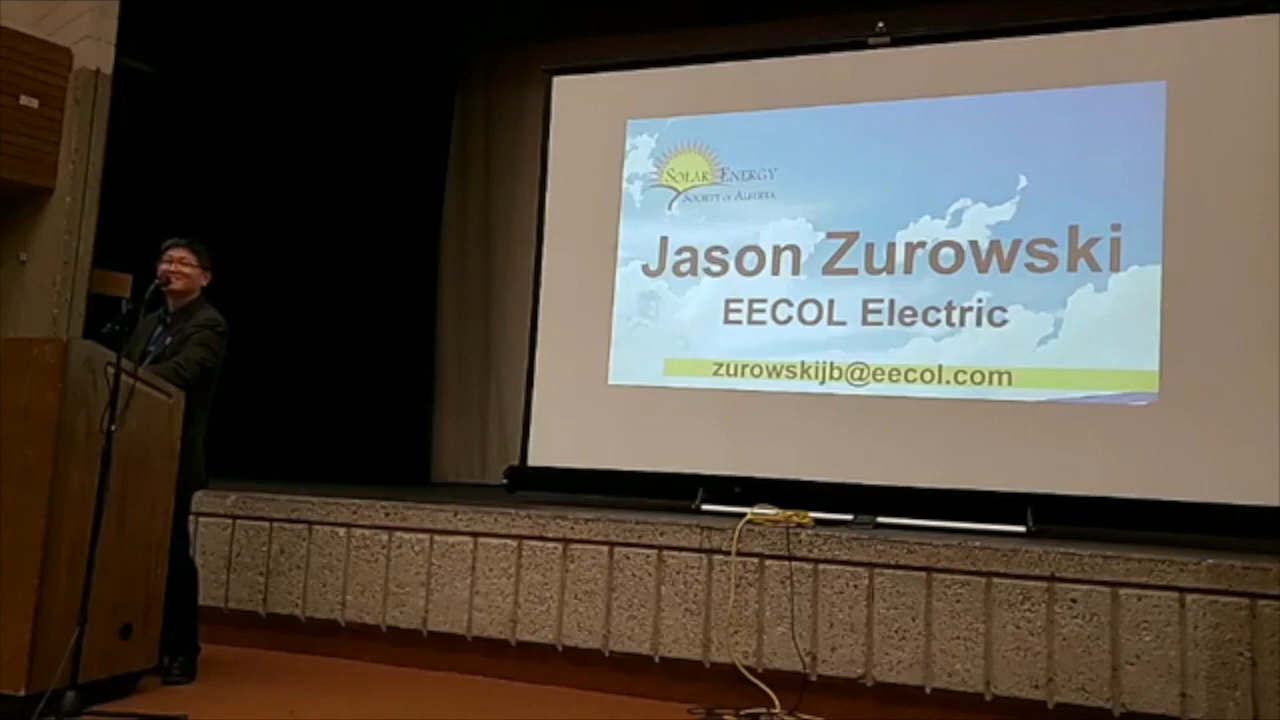 SOLAR ENERGY
SOCIETY OF ALBERTA
Jason Zurowski
EECOL Electric
zurowskijb@eecol.com